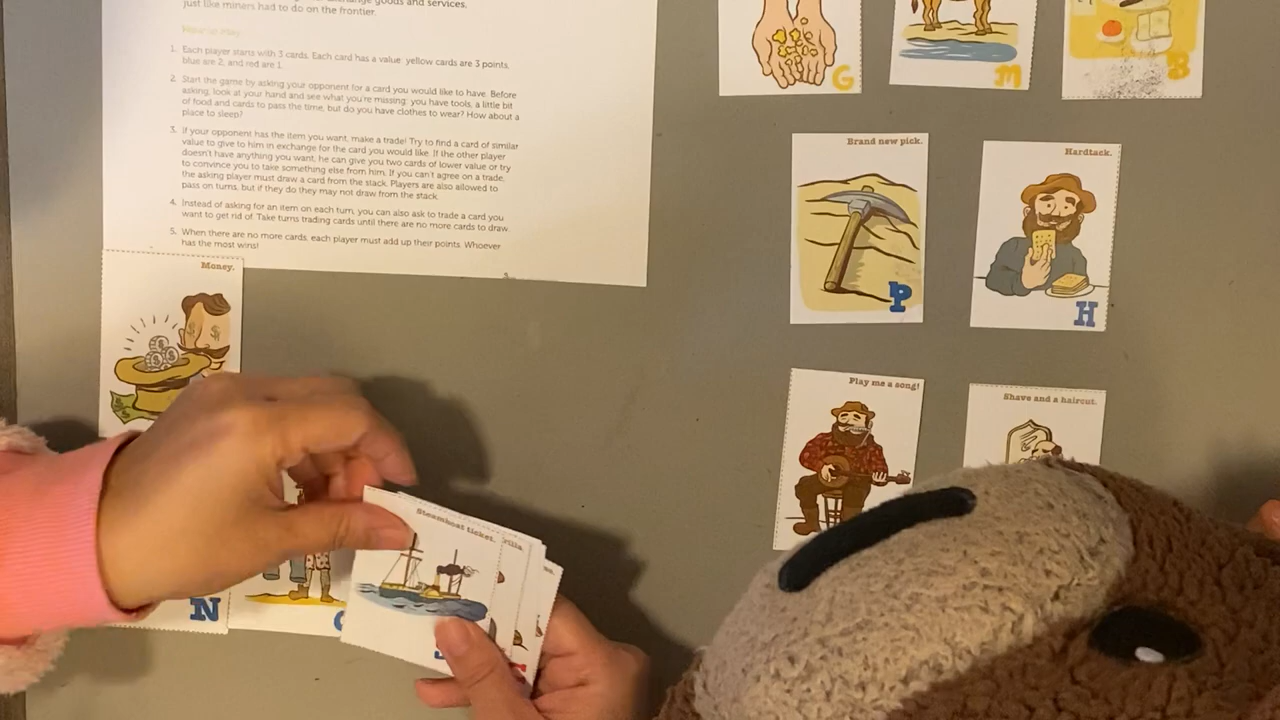 goods and services.
just like miners had to do on the frontier.
How to Play:
1. Each player starts with 3 cards. Each card has a value: yellow cards are 3 points,
blue are 2, and red are 1.
2. Start the game by asking your opponent for a card you would like to have. Before
asking, look at your hand and see what you're missing: you have tools, a little bit
of food and cards to pass the time, but do you have clothes to wear? How about a
place to sleep?
3. If your opponent has the item you want, make a trade! Try to find a card of similar
value to give to him in exchange for the card you would like. If the other player
doesn't have anything you want, he can give you two cards of lower value or try
to convince you to take something else from him. If you can't agree on a trade,
the asking player must draw a card from the stack. Players are also allowed to
pass on turns, but if they do they may not draw from the stack.
4. Instead of asking for an item on each turn, you can also ask to trade a card you
want to get rid of. Take turns trading cards until there are no more cards to draw.
5. When there are no more cards, each player must add up their points. Whoever
has the most wins!
G
M
B
Brand new pick.
P
Hardtack.
H
Money.
Play me a song!
Shave and a haircut.
Steamboat ticket.
N